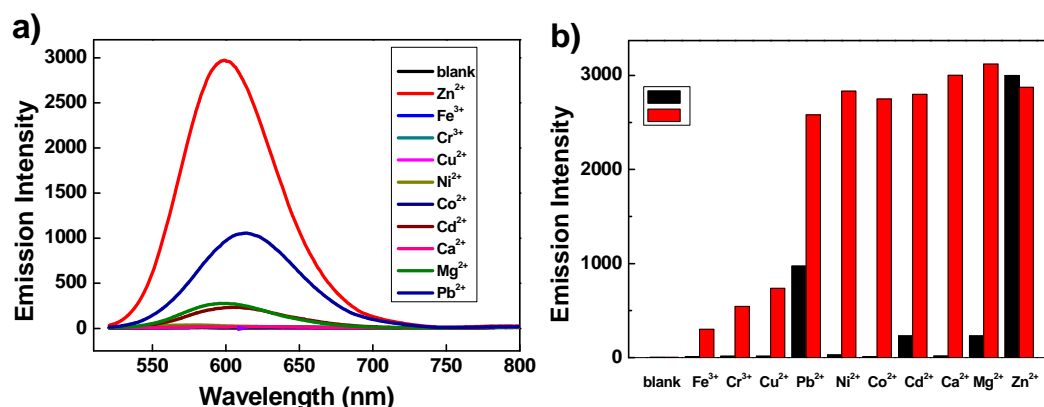 a)
Emission Intensity
3000
2500
2000
1500
1000
500
0
550 600 650 700 750 800
Wavelength (nm)
blank
Zn²⁺
Fe³⁺
Cr³⁺
Cu²⁺
Ni²⁺
Co²⁺
Cd²⁺
Ca²⁺
Mg²⁺
Pb²⁺
b)
Emission Intensity
3000
2000
1000
0
blank Fe³⁺ Cr³⁺ Cu²⁺ Pb²⁺ Ni²⁺ Co²⁺ Cd²⁺ Ca²⁺ Mg²⁺ Zn²⁺